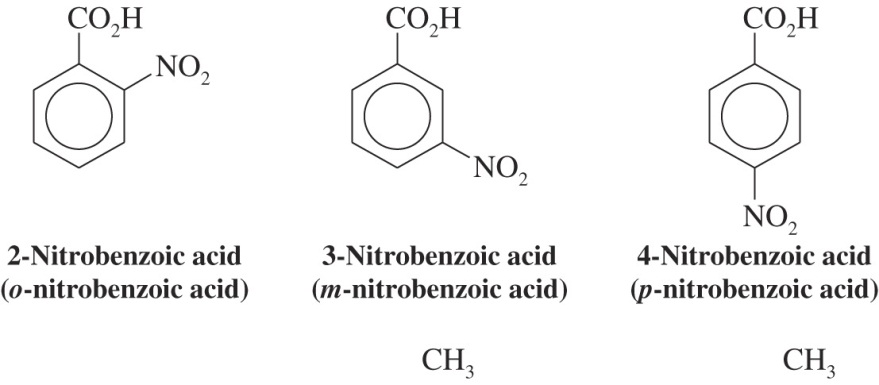 CO₂H CO₂H CO₂H
NO₂
NO₂
NO₂
2-Nitrobenzoic acid 3-Nitrobenzoic acid 4-Nitrobenzoic acid
(o-nitrobenzoic acid) (m-nitrobenzoic acid) (p-nitrobenzoic acid)
CH₃ CH₃